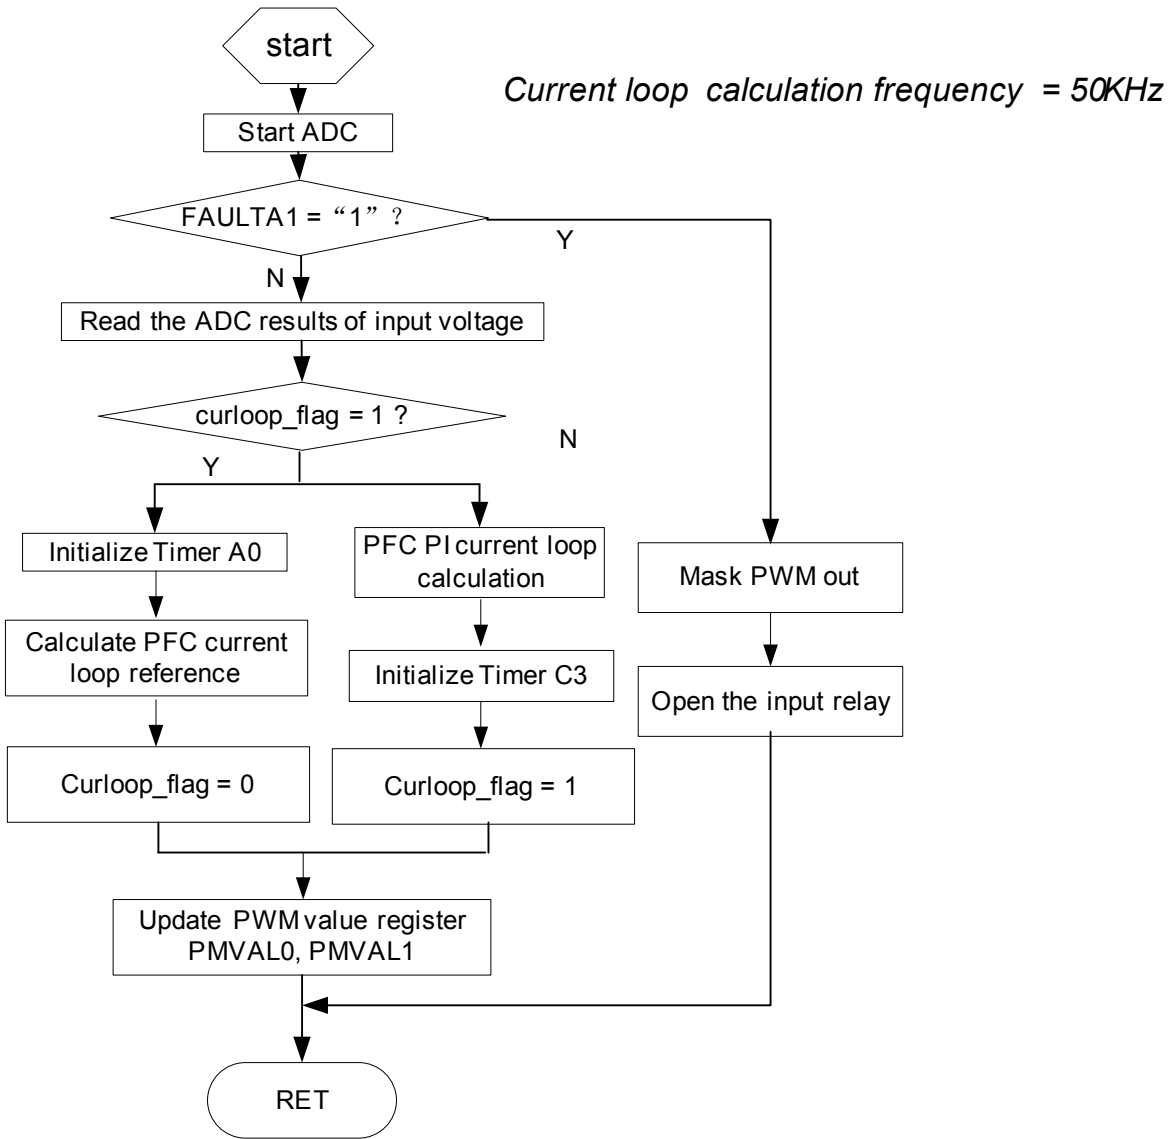 start
Current loop calculation frequency = 50KHz
Start ADC
FAULTA1 = “1” ?
Y
N
Read the ADC results of input voltage
curloop_flag = 1 ?
N
Y
Initialize Timer A0
PFC PI current loop
calculation
Mask PWM out
Calculate PFC current
loop reference
Initialize Timer C3
Open the input relay
Curloop_flag = 0
Curloop_flag = 1
Update PWM value register
PMVAL0, PMVAL1
RET